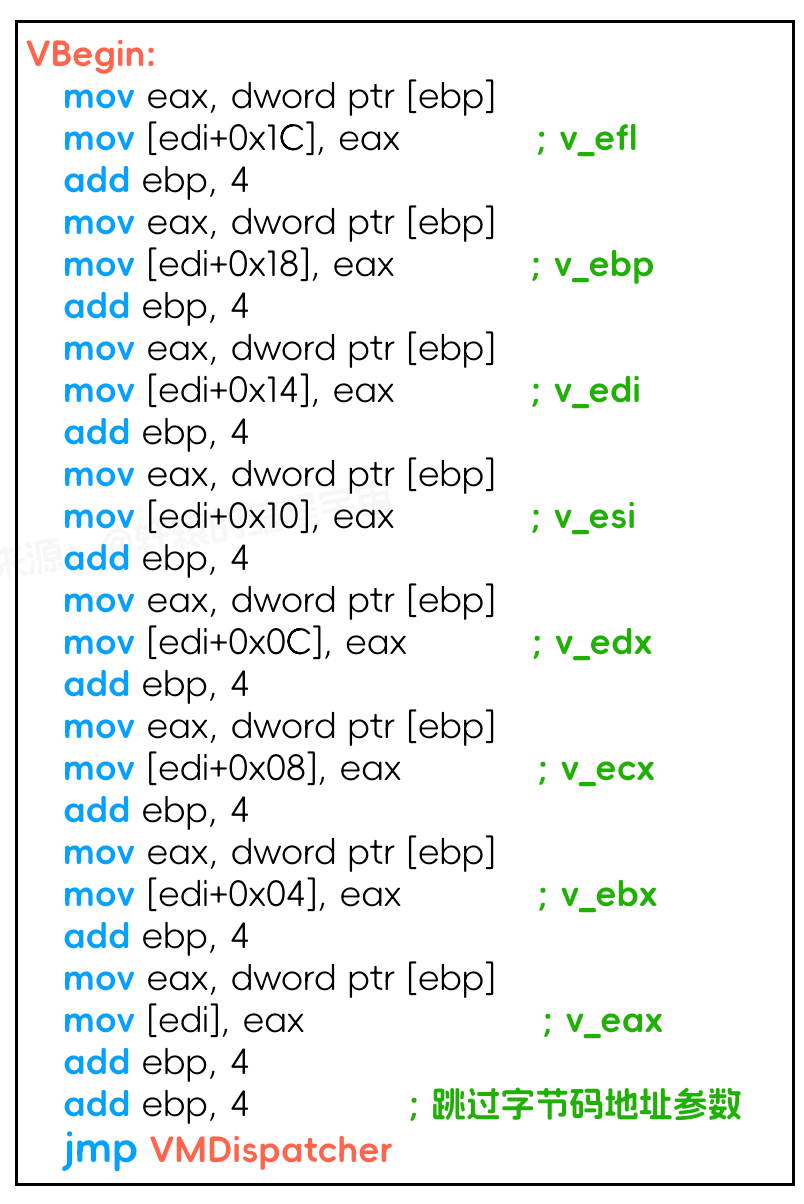 VBegin:
mov eax, dword ptr [ebp]
mov [edi+0x1C], eax ; v_efl
add ebp, 4
mov eax, dword ptr [ebp]
mov [edi+0x18], eax ; v_ebp
add ebp, 4
mov eax, dword ptr [ebp]
mov [edi+0x14], eax ; v_edi
add ebp, 4
mov eax, dword ptr [ebp]
mov [edi+0x10], eax ; v_esi
add ebp, 4
mov eax, dword ptr [ebp]
mov [edi+0x0C], eax ; v_edx
add ebp, 4
mov eax, dword ptr [ebp]
mov [edi+0x08], eax ; v_ecx
add ebp, 4
mov eax, dword ptr [ebp]
mov [edi+0x04], eax ; v_ebx
add ebp, 4
mov eax, dword ptr [ebp]
mov [edi], eax ; v_eax
add ebp, 4
add ebp, 4 ; 跳过字节码地址参数
jmp VMDispatcher